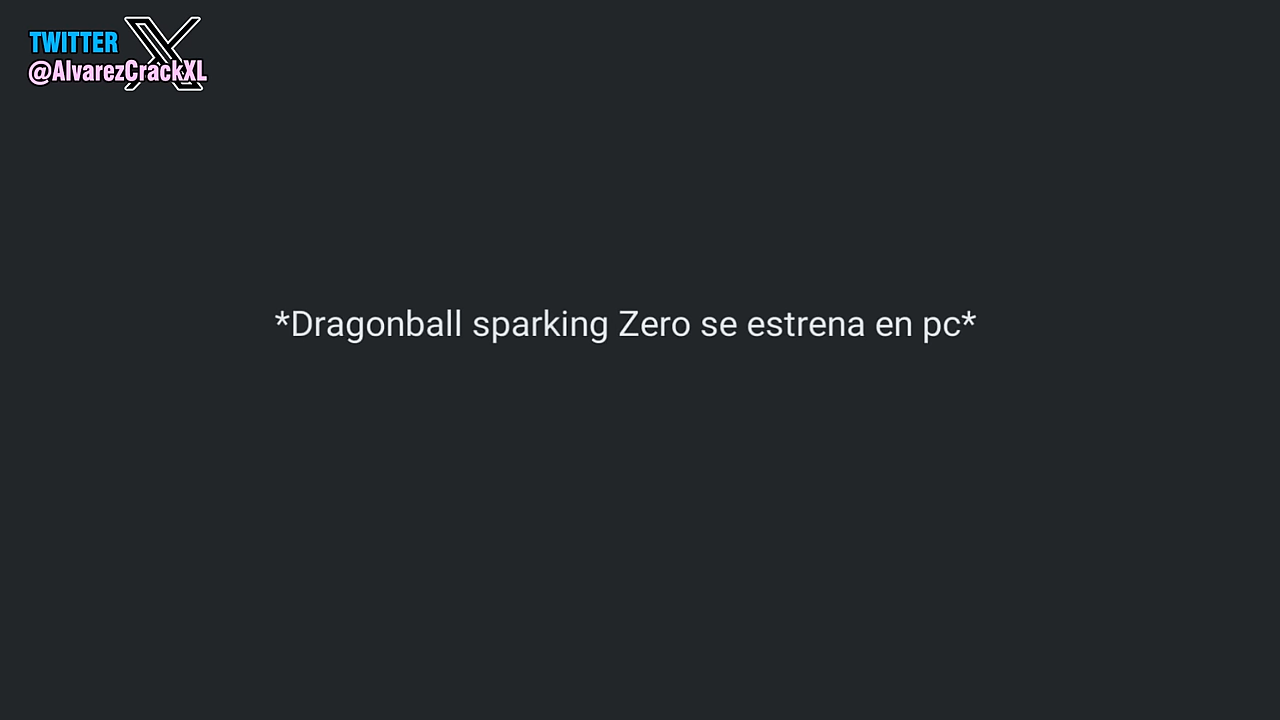 TWITTER
@AlvarezCrackXL
*Dragonball sparking Zero se estrena en pc*